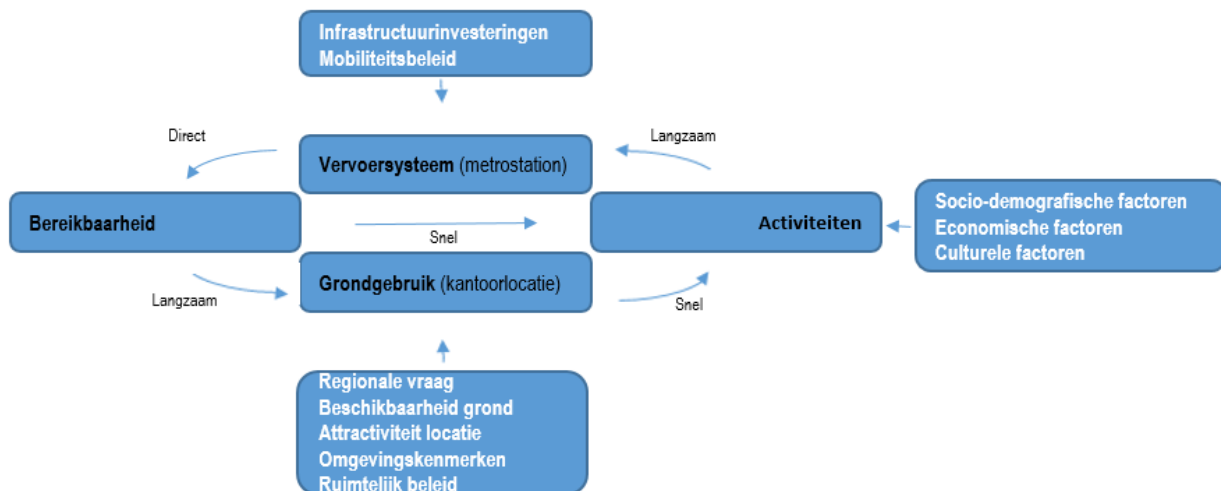 Infrastructuurinvesteringen
Mobiliteitsbeleid
Direct
Langzaam
Vervoersysteem (metrostation)
Bereikbaarheid
Snel
Activiteiten
Socio-demografische factoren
Economische factoren
Culturele factoren
Langzaam
Grondgebruik (kantoorlocatie)
Snel
Regionale vraag
Beschikbaarheid grond
Attractiviteit locatie
Omgevingskenmerken
Ruimtelijk beleid